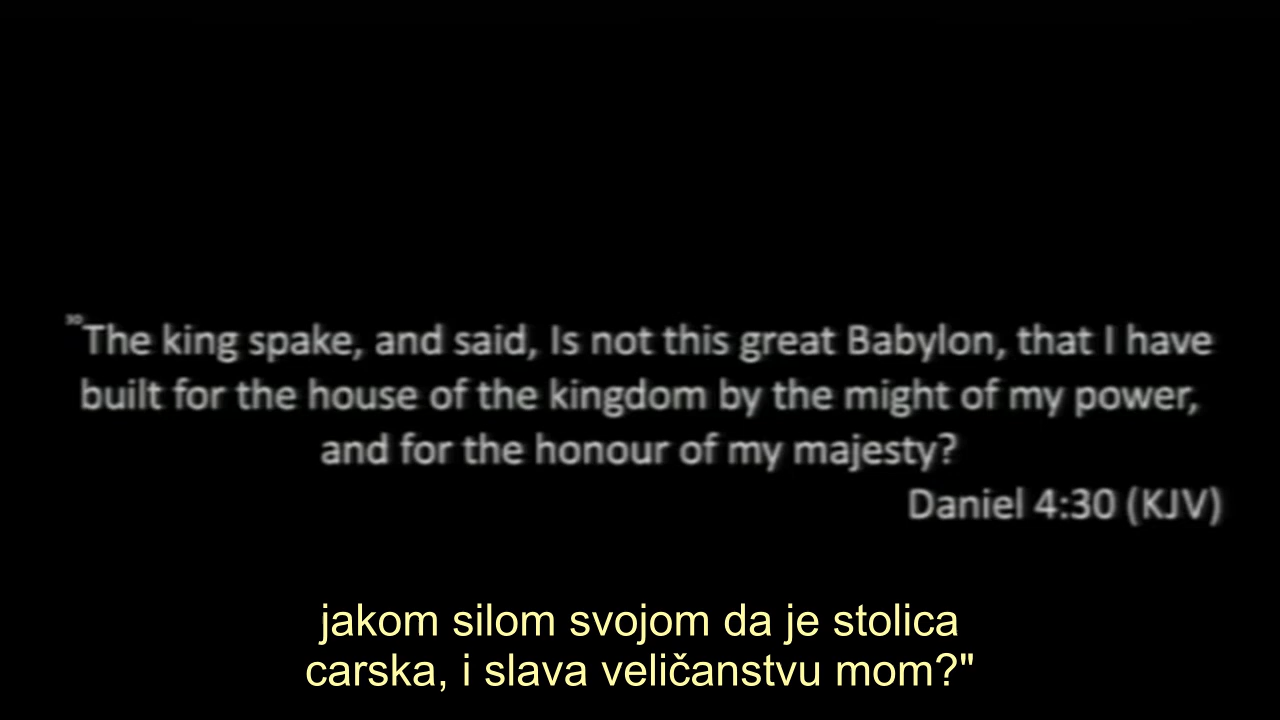 30 The king spake, and said, Is not this great Babylon, that I have
built for the house of the kingdom by the might of my power,
and for the honour of my majesty?
Daniel 4:30 (KJV)
jakom silom svojom da je stolica
carska, i slava veličanstvu mom?"